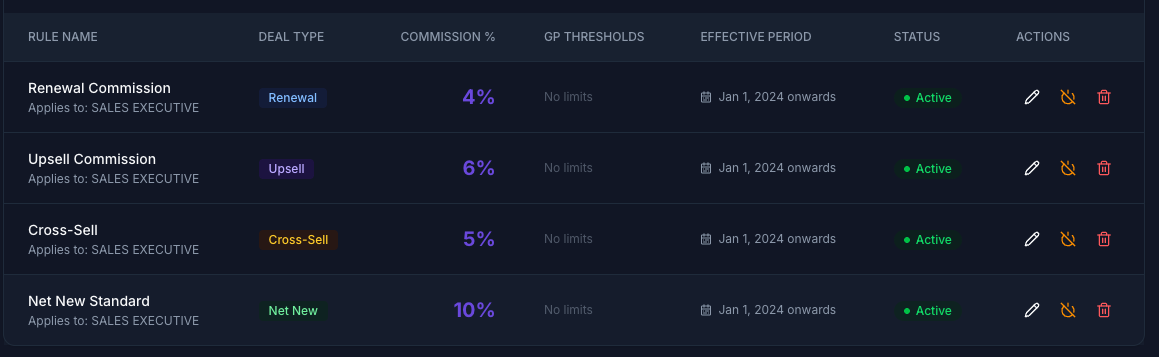 RULE NAME DEAL TYPE COMMISSION % GP THRESHOLDS EFFECTIVE PERIOD STATUS ACTIONS
Renewal Commission
Applies to: SALES EXECUTIVE
Renewal 4% No limits Jan 1, 2024 onwards Active
Upsell Commission
Applies to: SALES EXECUTIVE
Upsell 6% No limits Jan 1, 2024 onwards Active
Cross-Sell
Applies to: SALES EXECUTIVE
Cross-Sell 5% No limits Jan 1, 2024 onwards Active
Net New Standard
Applies to: SALES EXECUTIVE
Net New 10% No limits Jan 1, 2024 onwards Active